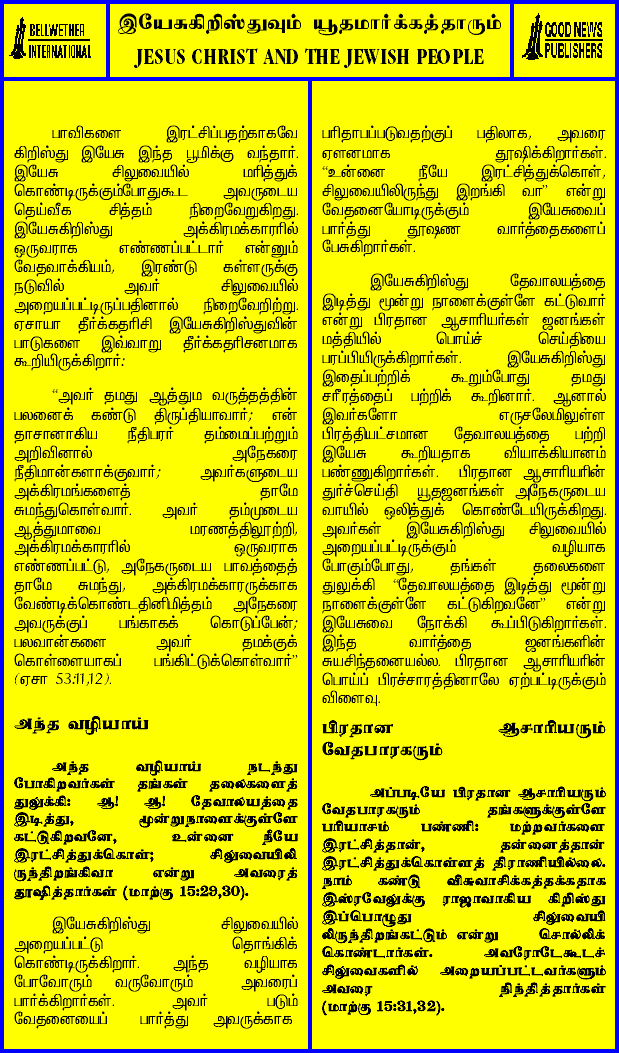 BELLWETHER
INTERNATIONAL
இயேசுகிறிஸ்துவும் யூதமார்க்கத்தாரும்
JESUS CHRIST AND THE JEWISH PEOPLE
GOOD NEWS
PUBLISHERS
பாவிகளை இரட்சிப்பதற்காகவே
கிறிஸ்து இயேசு இந்த பூமிக்கு வந்தார்.
இயேசு சிலுவையில் மரித்துக்
கொண்டிருக்கும்போதுகூட அவருடைய
தெய்வீக சித்தம் நிறைவேறுகிறது.
இயேசுகிறிஸ்து அக்கிரமக்காரரில்
ஒருவராக எண்ணப்பட்டார் என்னும்
வேதவாக்கியம், இரண்டு கள்ளருக்கு
நடுவில் அவர் சிலுவையில்
அறையப்பட்டிருப்பதினால் நிறைவேறிற்று.
ஏசாயா தீர்க்கதரிசி இயேசுகிறிஸ்துவின்
பாடுகளை இவ்வாறு தீர்க்கதரிசனமாக
கூறியிருக்கிறார்:
“அவர் தமது ஆத்தும வருத்தத்தின்
பலனைக் கண்டு திருப்தியாவார்; என்
தாசனாகிய நீதிபரர் தம்மைப்பற்றும்
அறிவினால் அநேகரை
நீதிமான்களாக்குவார்; அவர்களுடைய
அக்கிரமங்களைத் தாமே
சுமந்துகொள்வார். அவர் தம்முடைய
ஆத்துமாவை மரணத்திலூற்றி,
அக்கிரமக்காரரில் ஒருவராக
எண்ணப்பட்டு, அநேகருடைய பாவத்தைத்
தாமே சுமந்து, அக்கிரமக்காரருக்காக
வேண்டிக்கொண்டதினிமித்தம் அநேகரை
அவருக்குப் பங்காகக் கொடுப்பேன்;
பலவான்களை அவர் தமக்குக்
கொள்ளையாகப் பங்கிட்டுக்கொள்வார்”
(ஏசா 53:11,12).
அந்த வழியாய்
அந்த வழியாய் நடந்து
போகிறவர்கள் தங்கள் தலைகளைத்
துலுக்கி: ஆ! ஆ! தேவாலயத்தை
இடித்து, மூன்றுநாளைக்குள்ளே
கட்டுகிறவனே, உன்னை நீயே
இரட்சித்துக்கொள்; சிலுவையிலி
ருந்திறங்கிவா என்று அவரைத்
தூஷித்தார்கள் (மாற்கு 15:29,30).
இயேசுகிறிஸ்து சிலுவையில்
அறையப்பட்டு தொங்கிக்
கொண்டிருக்கிறார். அந்த வழியாக
போவோரும் வருவோரும் அவரைப்
பார்க்கிறார்கள். அவர் படும்
வேதனையைப் பார்த்து அவருக்காக
பரிதாபப்படுவதற்குப் பதிலாக, அவரை
ஏளனமாக தூஷிக்கிறார்கள்.
“உன்னை நீயே இரட்சித்துக்கொள்,
சிலுவையிலிருந்து இறங்கி வா” என்று
வேதனையோடிருக்கும் இயேசுவைப்
பார்த்து தூஷண வார்த்தைகளைப்
பேசுகிறார்கள்.
இயேசுகிறிஸ்து தேவாலயத்தை
இடித்து மூன்று நாளைக்குள்ளே கட்டுவார்
என்று பிரதான ஆசாரியர்கள் ஜனங்கள்
மத்தியில் பொய்ச் செய்தியை
பரப்பியிருக்கிறார்கள். இயேசுகிறிஸ்து
இதைப்பற்றிக் கூறும்போது தமது
சரீரத்தைப் பற்றிக் கூறினார். ஆனால்
இவர்களோ எருசலேமிலுள்ள
பிரத்தியட்சமான தேவாலயத்தை பற்றி
இயேசு கூறியதாக வியாக்கியானம்
பண்ணுகிறார்கள். பிரதான ஆசாரியரின்
துர்ச்செய்தி யூதஜனங்கள் அநேகருடைய
வாயில் ஒலித்துக் கொண்டேயிருக்கிறது.
அவர்கள் இயேசுகிறிஸ்து சிலுவையில்
அறையப்பட்டிருக்கும் வழியாக
போகும்போது, தங்கள் தலைகளை
துலுக்கி “தேவாலயத்தை இடித்து மூன்று
நாளைக்குள்ளே கட்டுகிறவனே” என்று
இயேசுவை நோக்கி கூப்பிடுகிறார்கள்.
இந்த வார்த்தை ஜனங்களின்
சுயசிந்தனையல்ல. பிரதான ஆசாரியரின்
பொய்ப் பிரச்சாரத்தினாலே ஏற்பட்டிருக்கும்
விளைவு.
பிரதான ஆசாரியரும்
வேதபாரகரும்
அப்படியே பிரதான ஆசாரியரும்
வேதபாரகரும் தங்களுக்குள்ளே
பரியாசம் பண்ணி: மற்றவர்களை
இரட்சித்தான், தன்னைத்தான்
இரட்சித்துக்கொள்ளத் திராணியில்லை.
நாம் கண்டு விசுவாசிக்கத்தக்கதாக
இஸ்ரவேலுக்கு ராஜாவாகிய கிறிஸ்து
இப்பொழுது சிலுவையி
லிருந்திறங்கட்டும் என்று சொல்லிக்
கொண்டார்கள். அவரோடேகூடச்
சிலுவைகளில் அறையப்பட்டவர்களும்
அவரை நிந்தித்தார்கள்
(மாற்கு 15:31,32).